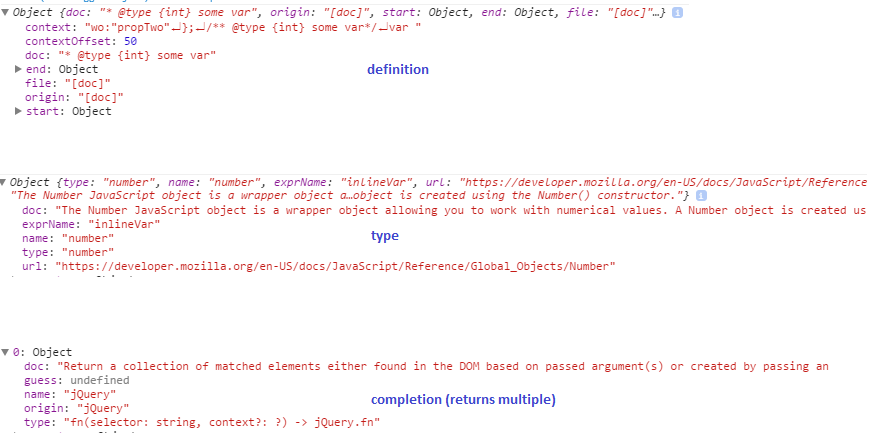 Object {doc: "* @type {int} some var", origin: "[doc]", start: Object, end: Object, file: "[doc]"…}
context: "wo:"propTwo"↵};↵/** @type {int} some var*/↵var "
contextOffset: 50
doc: "* @type {int} some var"
end: Object
file: "[doc]"
origin: "[doc]"
start: Object
definition
Object {type: "number", name: "number", exprName: "inlineVar", url: "https://developer.mozilla.org/en-US/docs/JavaScript/Reference
"The Number JavaScript object is a wrapper object a…object is created using the Number() constructor."}
doc: "The Number JavaScript object is a wrapper object allowing you to work with numerical values. A Number object is created us
exprName: "inlineVar"
name: "number"
type: "number"
url: "https://developer.mozilla.org/en-US/docs/JavaScript/Reference/Global_Objects/Number"
type
0: Object
doc: "Return a collection of matched elements either found in the DOM based on passed argument(s) or created by passing an
guess: undefined
name: "jQuery"
origin: "jQuery"
type: "fn(selector: string, context?: ?) -> jQuery.fn"
completion (returns multiple)